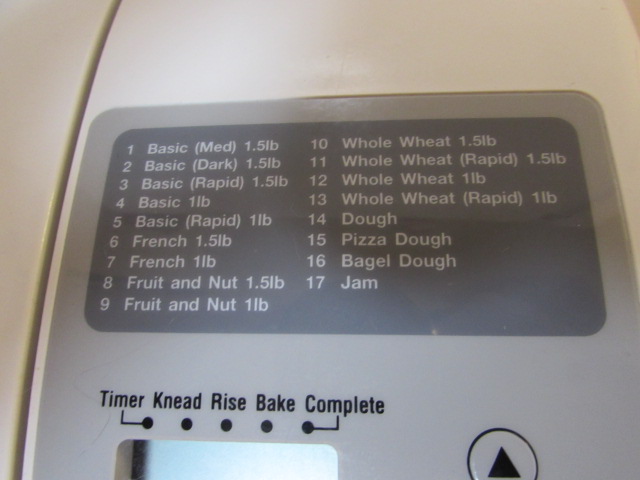 1 Basic (Med) 1.5lb
2 Basic (Dark) 1.5lb
3 Basic (Rapid) 1.5lb
4 Basic 1lb
5 Basic (Rapid) 1lb
6 French 1.5lb
7 French 1lb
8 Fruit and Nut 1.5lb
9 Fruit and Nut 1lb
10 Whole Wheat 1.5lb
11 Whole Wheat (Rapid) 1.5lb
12 Whole Wheat 1lb
13 Whole Wheat (Rapid) 1lb
14 Dough
15 Pizza Dough
16 Bagel Dough
17 Jam
Timer Knead Rise Bake Complete